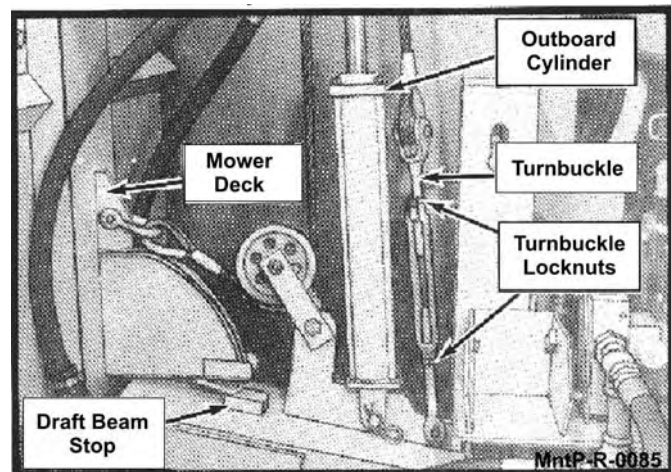 Outboard
Cylinder
Mower
Deck
Turnbuckle
Turnbuckle
Locknuts
Draft Beam
Stop
MntP-R-0085